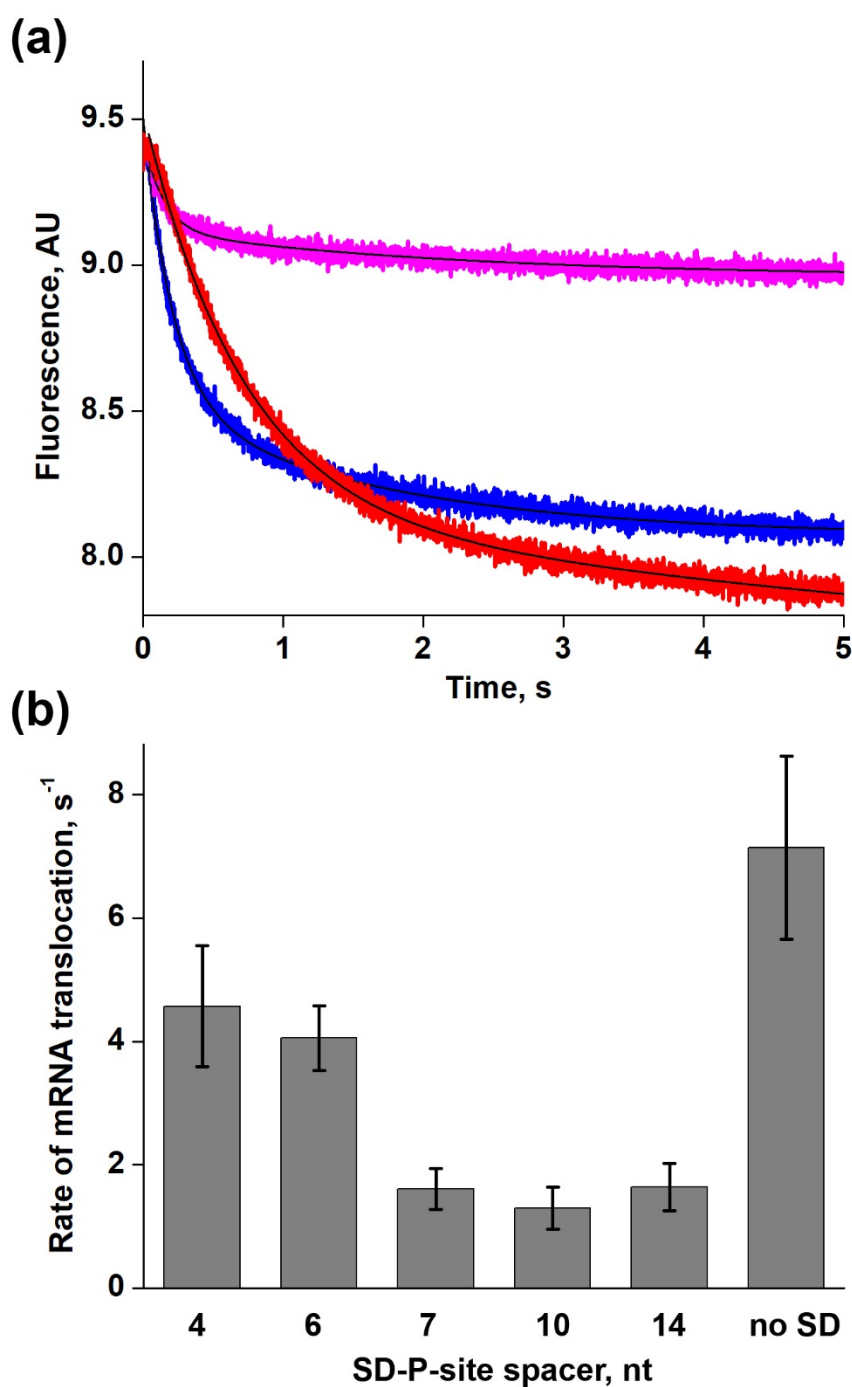 (a)
9.5
9.0
8.5
8.0
Fluorescence, AU
0 1 2 3 4 5
Time, s
(b)
8
6
4
2
0
Rate of mRNA translocation, s⁻¹
4 6 7 10 14 no SD
SD-P-site spacer, nt